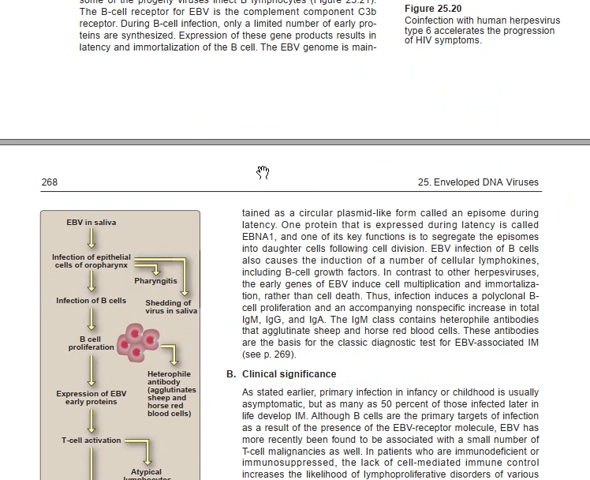 some of the progeny viruses infect B lymphocytes (Figure 25.21).
The B-cell receptor for EBV is the complement component C3b
receptor. During B-cell infection, only a limited number of early pro-
teins are synthesized. Expression of these gene products results in
latency and immortalization of the B cell. The EBV genome is main-
Figure 25.20
Coinfection with human herpesvirus
type 6 accelerates the progression
of HIV symptoms.
268
25. Enveloped DNA Viruses
EBV in saliva
Infection of epithelial
cells of oropharynx
Pharyngitis
Infection of B cells
Shedding of
virus in saliva
B cell
proliferation
Heterophile
antibody
(agglutinates
sheep and
horse red
blood cells)
Expression of EBV
early proteins
T-cell activation
Atypical
lymphocytes
tained as a circular plasmid-like form called an episome during
latency. One protein that is expressed during latency is called
EBNA1, and one of its key functions is to segregate the episomes
into daughter cells following cell division. EBV infection of B cells
also causes the induction of a number of cellular lymphokines,
including B-cell growth factors. In contrast to other herpesviruses,
the early genes of EBV induce cell multiplication and immortaliza-
tion, rather than cell death. Thus, infection induces a polyclonal B-
cell proliferation and an accompanying nonspecific increase in total
IgM, IgG, and IgA. The IgM class contains heterophile antibodies
that agglutinate sheep and horse red blood cells. These antibodies
are the basis for the classic diagnostic test for EBV-associated IM
(see p. 269).
B. Clinical significance
As stated earlier, primary infection in infancy or childhood is usually
asymptomatic, but as many as 50 percent of those infected later in
life develop IM. Although B cells are the primary targets of infection
as a result of the presence of the EBV-receptor molecule, EBV has
more recently been found to be associated with a small number of
T-cell malignancies as well. In patients who are immunodeficient or
immunosuppressed, the lack of cell-mediated immune control
increases the likelihood of lymphoproliferative disorders of various